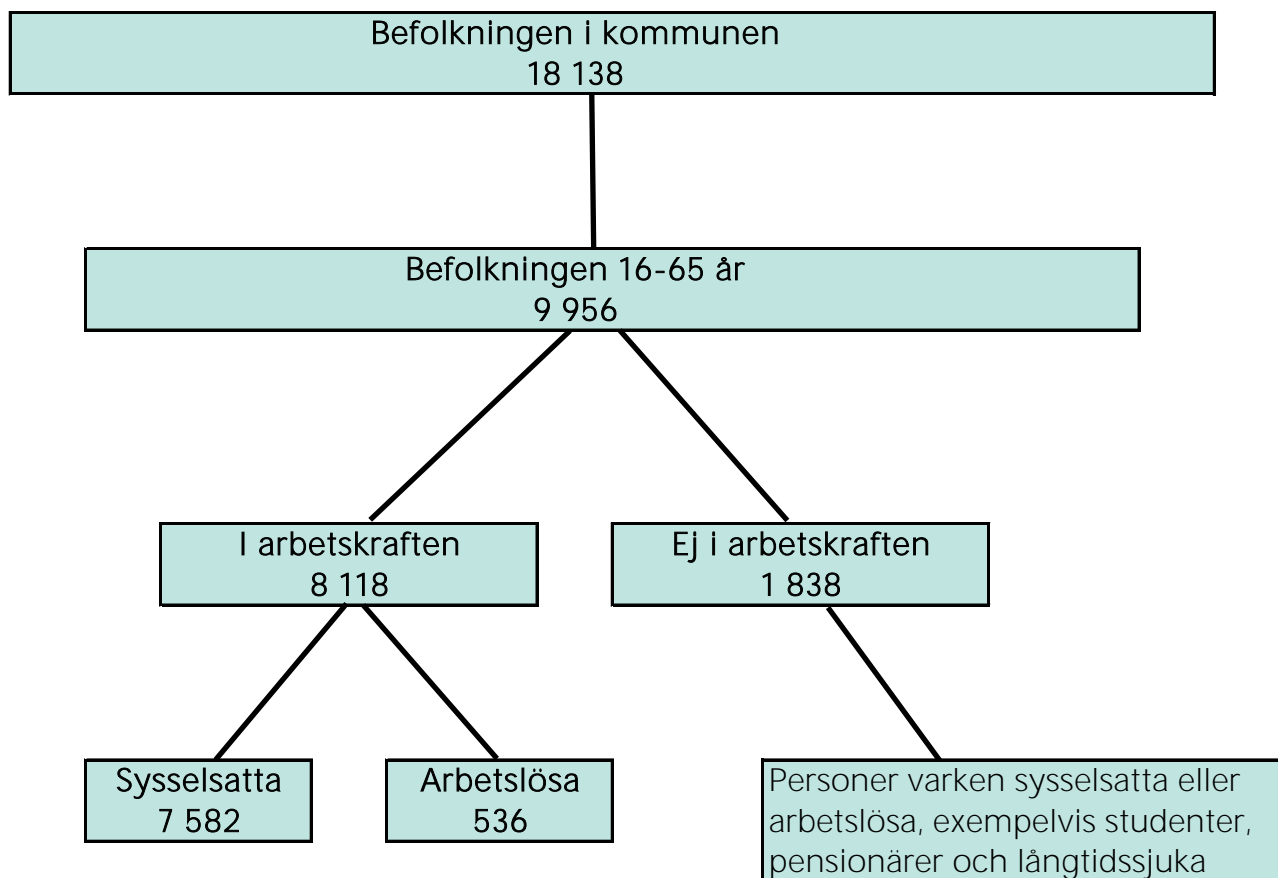 Befolkningen i kommunen
18 138
Befolkningen 16-65 år
9 956
I arbetskraften
8 118
Ej i arbetskraften
1 838
Sysselsatta
7 582
Arbetslösa
536
Personer varken sysselsatta eller
arbetslösa, exempelvis studenter,
pensionärer och långtidssjuka